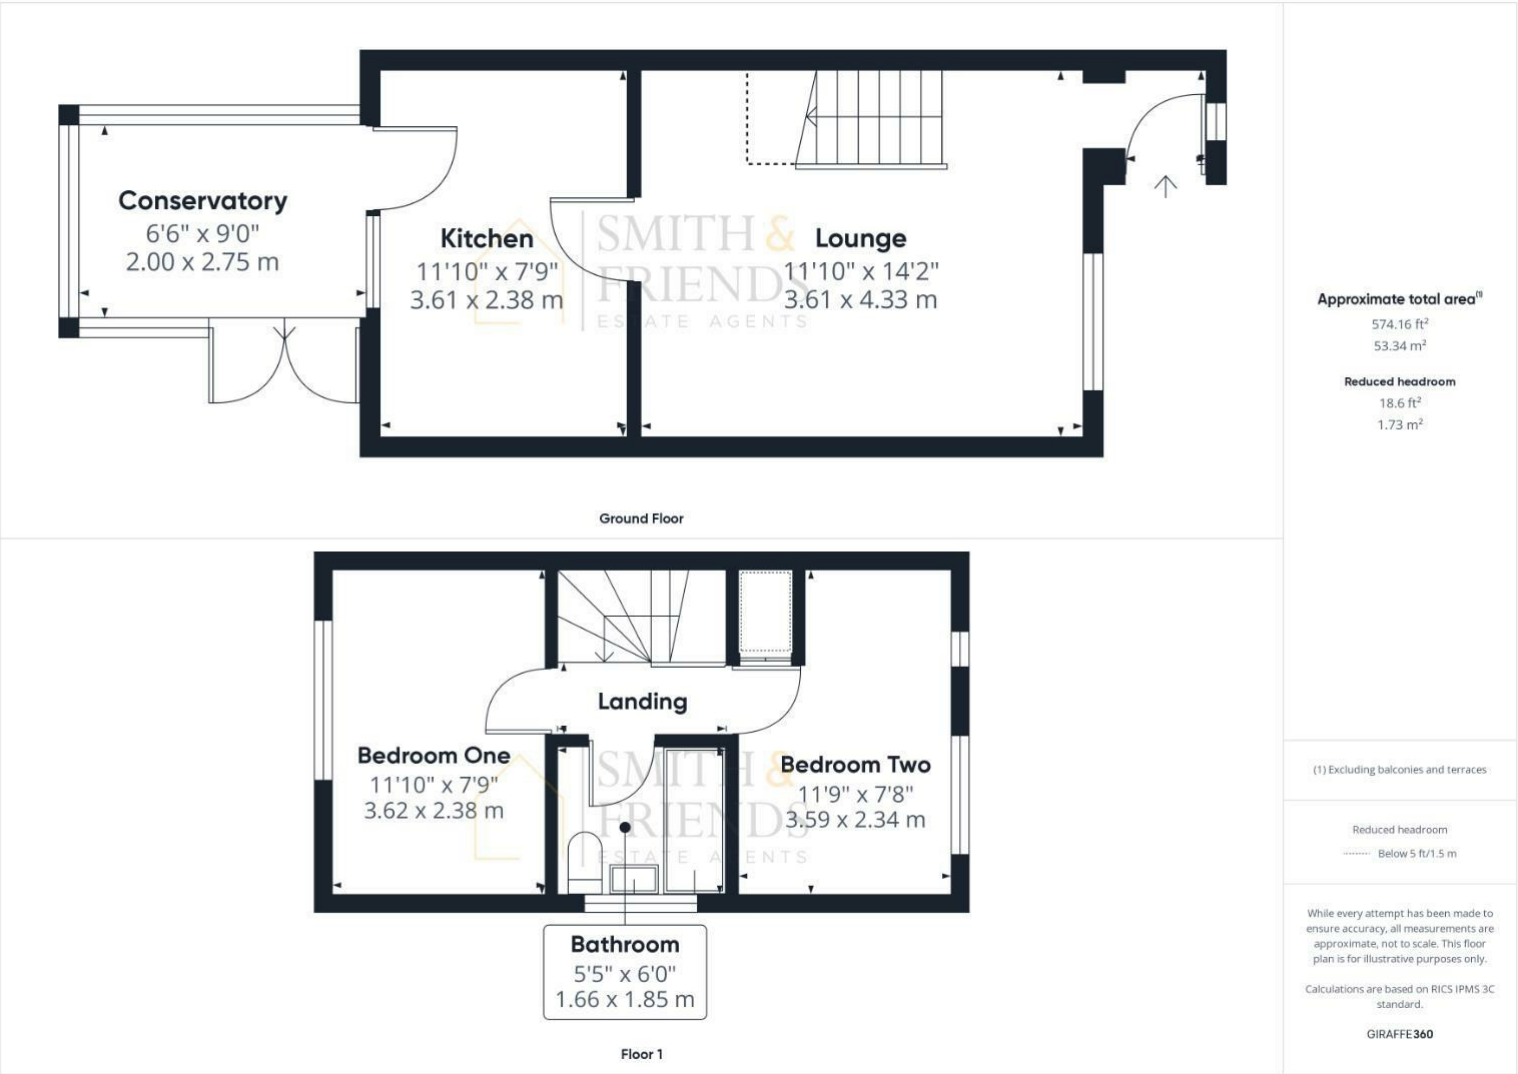 Conservatory
6'6" x 9'0"
2.00 x 2.75 m
Kitchen
11'10" x 7'9"
3.61 x 2.38 m
SMITH &
FRIENDS
ESTATE AGENTS
Lounge
11'10" x 14'2"
3.61 x 4.33 m
Ground Floor
Landing
Bedroom One
11'10" x 7'9"
3.62 x 2.38 m
SMITH &
FRIENDS
ESTATE AGENTS
Bedroom Two
11'9" x 7'8"
3.59 x 2.34 m
Bathroom
5'5" x 6'0"
1.66 x 1.85 m
Floor 1
Approximate total area(1)
574.16 ft²
53.34 m²
Reduced headroom
18.6 ft²
1.73 m²
(1) Excluding balconies and terraces
Reduced headroom
Below 5 ft/1.5 m
While every attempt has been made to
ensure accuracy, all measurements are
approximate, not to scale. This floor
plan is for illustrative purposes only.
Calculations are based on RICS IPMS 3C
standard.
GIRAFFE360